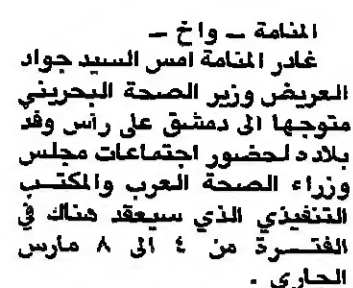 المنامة ـ واخ ـ
غادر المنامة امس السيد جواد
العريض وزير الصحة البحريني
متوجها الى دمشق على رأس وفد
بلاده لحضور اجتماعات مجلس
وزراء الصحة العرب والمكتب
التنفيذي الذي سيعقد هناك في
الفترة من ٤ الى ٨ مارس
الحاري .